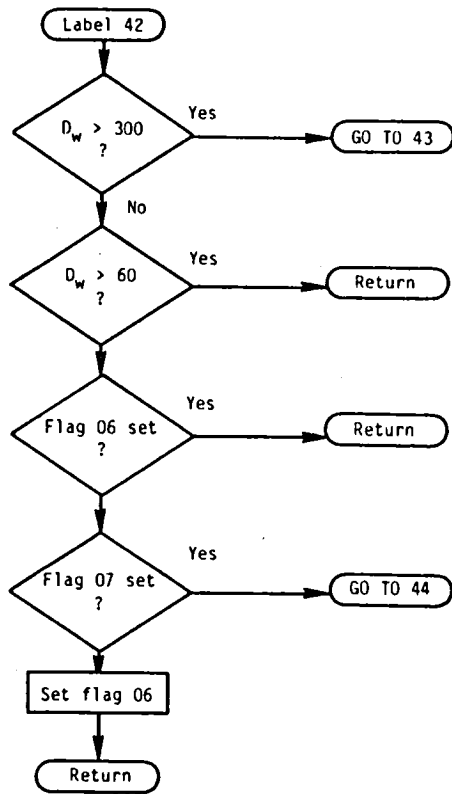 Label 42
D_w > 300
?
Yes
GO TO 43
No
D_w > 60
?
Yes
Return
Flag 06 set
?
Yes
Return
Flag 07 set
?
Yes
GO TO 44
Set flag 06
Return